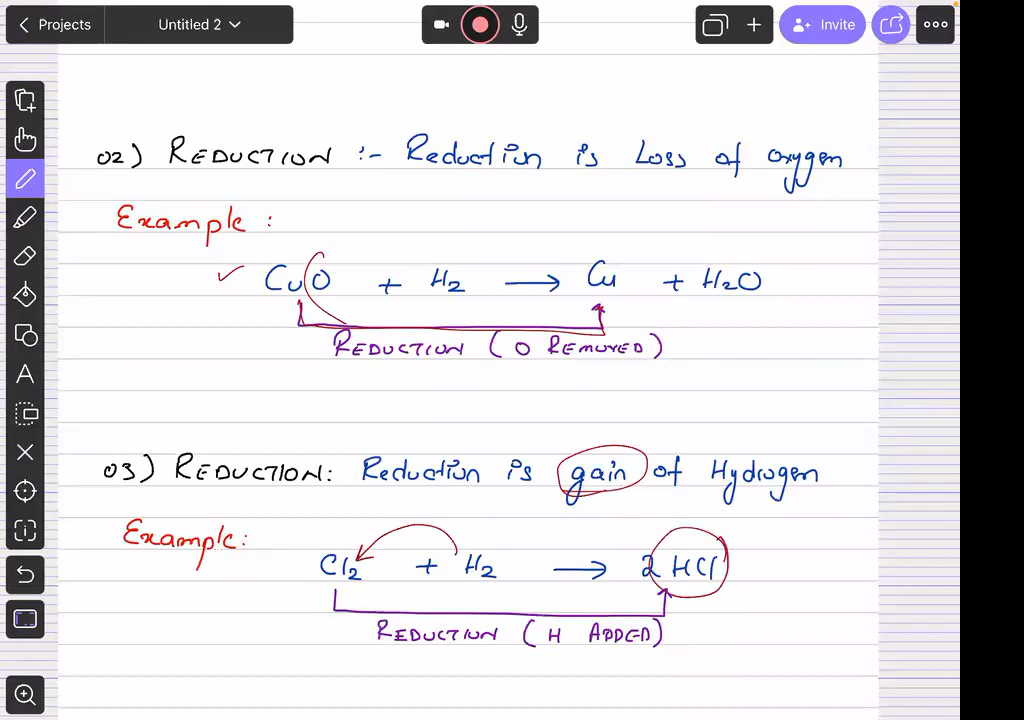 Projects
Untitled 2
Invite
02) REDUCTION :- Reduction is Loss of oxygen
Example :
CuO + H2 → Cu + H2O
REDUCTION ( O REMOVED )
03) REDUCTION: Reduction is gain of Hydrogen
Example:
Cl2 + H2 → 2 HCl
REDUCTION ( H ADDED )